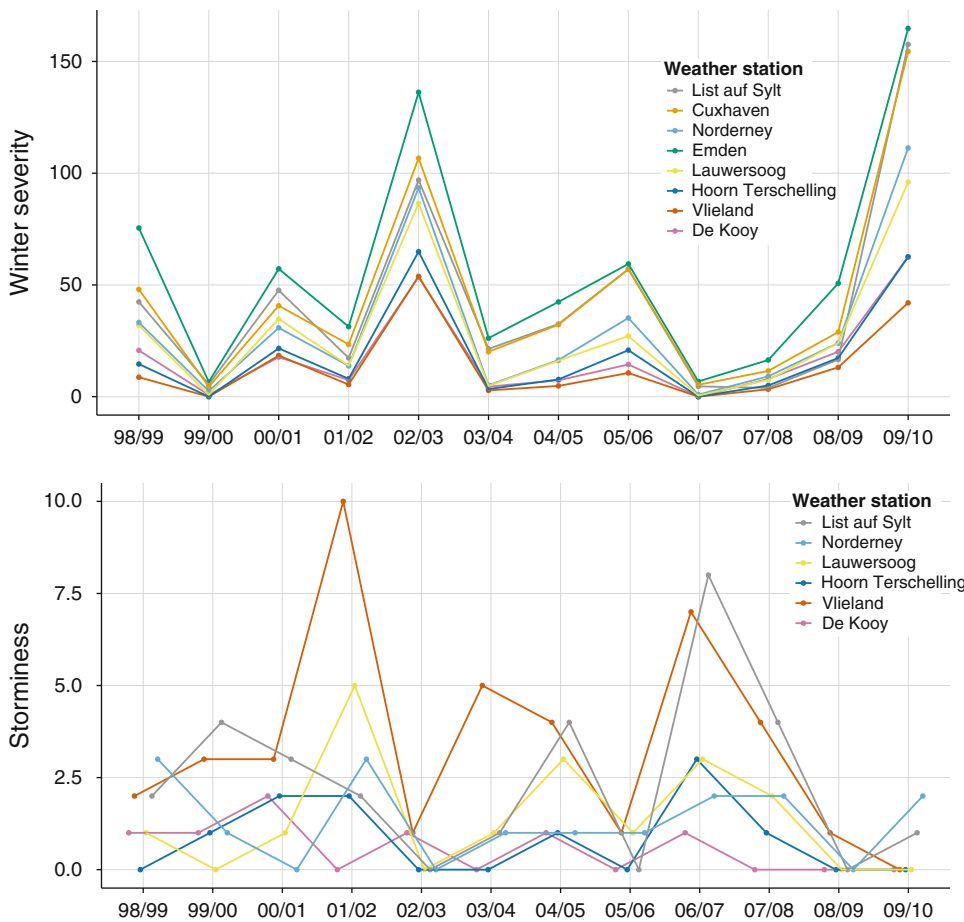 Winter severity
150
100
50
0
Weather station
List auf Sylt
Cuxhaven
Norderney
Emden
Lauwersoog
Hoorn Terschelling
Vlieland
De Kooy
98/99 99/00 00/01 01/02 02/03 03/04 04/05 05/06 06/07 07/08 08/09 09/10
Storminess
10.0
7.5
5.0
2.5
0.0
Weather station
List auf Sylt
Norderney
Lauwersoog
Hoorn Terschelling
Vlieland
De Kooy
98/99 99/00 00/01 01/02 02/03 03/04 04/05 05/06 06/07 07/08 08/09 09/10